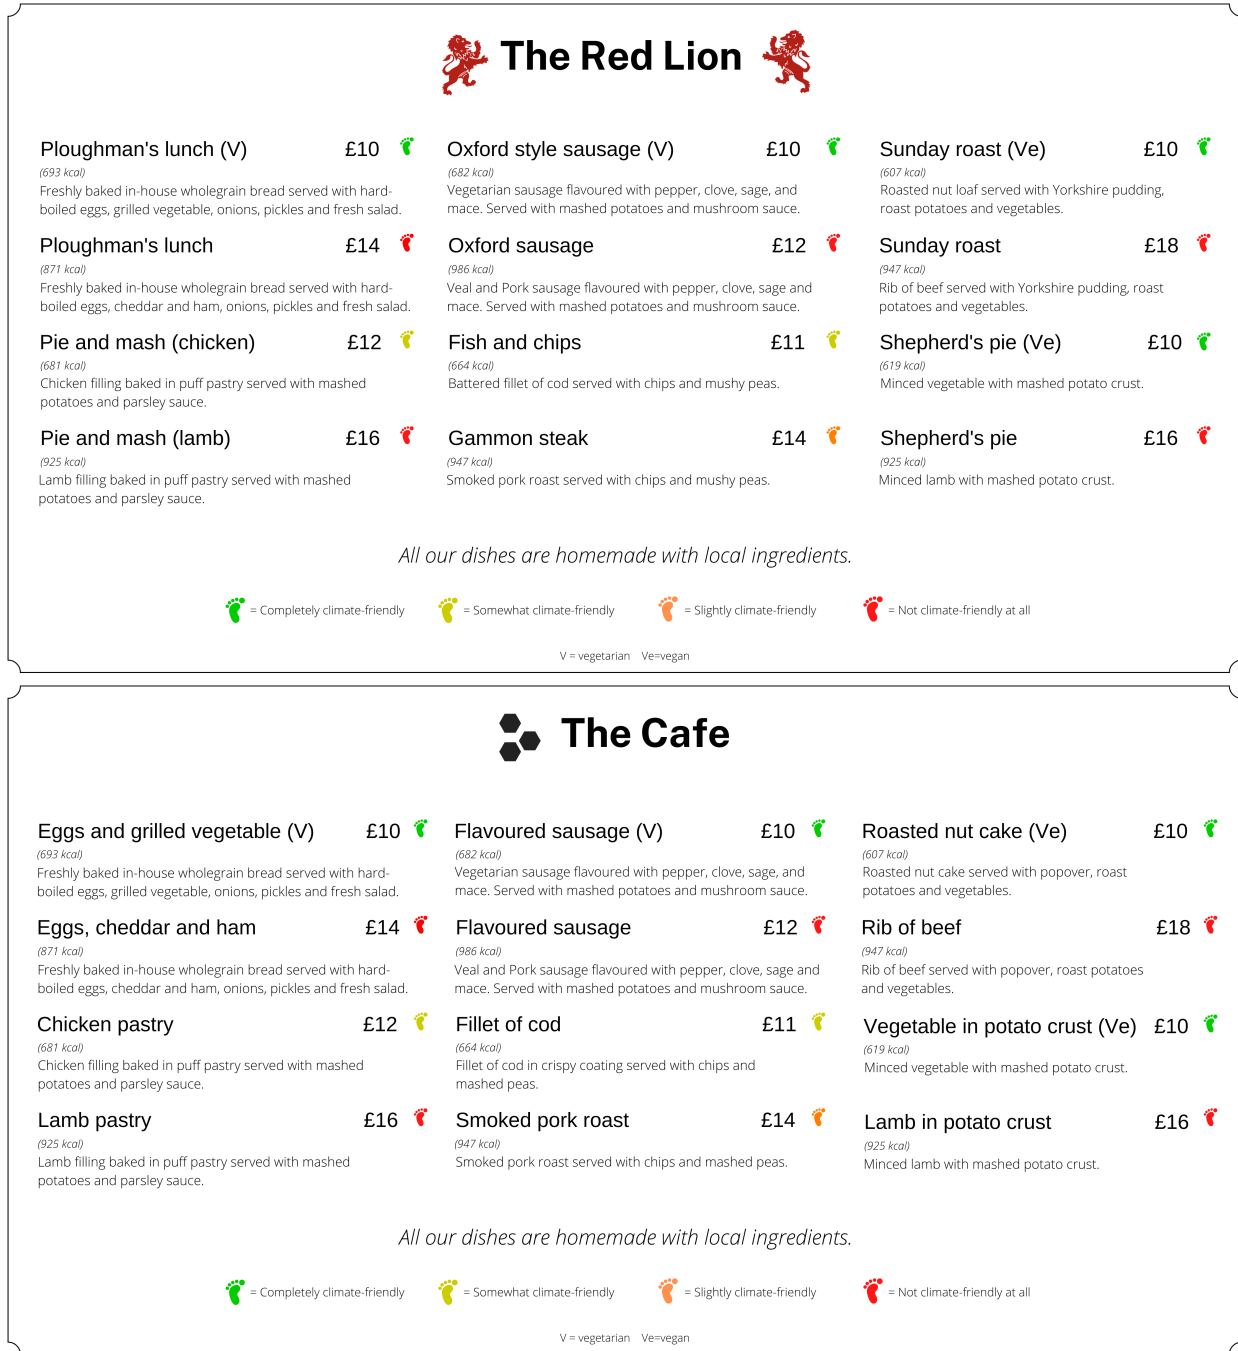 The Red Lion
Ploughman's lunch (V) £10
(693 kcal)
Freshly baked in-house wholegrain bread served with hard-
boiled eggs, grilled vegetable, onions, pickles and fresh salad.
Ploughman's lunch £14
(871 kcal)
Freshly baked in-house wholegrain bread served with hard-
boiled eggs, cheddar and ham, onions, pickles and fresh salad.
Pie and mash (chicken) £12
(681 kcal)
Chicken filling baked in puff pastry served with mashed
potatoes and parsley sauce.
Pie and mash (lamb) £16
(925 kcal)
Lamb filling baked in puff pastry served with mashed
potatoes and parsley sauce.
Oxford style sausage (V) £10
(682 kcal)
Vegetarian sausage flavoured with pepper, clove, sage, and
mace. Served with mashed potatoes and mushroom sauce.
Oxford sausage £12
(986 kcal)
Veal and Pork sausage flavoured with pepper, clove, sage and
mace. Served with mashed potatoes and mushroom sauce.
Fish and chips £11
(664 kcal)
Battered fillet of cod served with chips and mushy peas.
Gammon steak £14
(947 kcal)
Smoked pork roast served with chips and mushy peas.
Sunday roast (Ve) £10
(607 kcal)
Roasted nut loaf served with Yorkshire pudding,
roast potatoes and vegetables.
Sunday roast £18
(947 kcal)
Rib of beef served with Yorkshire pudding, roast
potatoes and vegetables.
Shepherd's pie (Ve) £10
(619 kcal)
Minced vegetable with mashed potato crust.
Shepherd's pie £16
(925 kcal)
Minced lamb with mashed potato crust.
All our dishes are homemade with local ingredients.
= Completely climate-friendly = Somewhat climate-friendly = Slightly climate-friendly = Not climate-friendly at all
V = vegetarian Ve=vegan
The Cafe
Eggs and grilled vegetable (V) £10
(693 kcal)
Freshly baked in-house wholegrain bread served with hard-
boiled eggs, grilled vegetable, onions, pickles and fresh salad.
Eggs, cheddar and ham £14
(871 kcal)
Freshly baked in-house wholegrain bread served with hard-
boiled eggs, cheddar and ham, onions, pickles and fresh salad.
Chicken pastry £12
(681 kcal)
Chicken filling baked in puff pastry served with mashed
potatoes and parsley sauce.
Lamb pastry £16
(925 kcal)
Lamb filling baked in puff pastry served with mashed
potatoes and parsley sauce.
Flavoured sausage (V) £10
(682 kcal)
Vegetarian sausage flavoured with pepper, clove, sage, and
mace. Served with mashed potatoes and mushroom sauce.
Flavoured sausage £12
(986 kcal)
Veal and Pork sausage flavoured with pepper, clove, sage and
mace. Served with mashed potatoes and mushroom sauce.
Fillet of cod £11
(664 kcal)
Fillet of cod in crispy coating served with chips and
mashed peas.
Smoked pork roast £14
(947 kcal)
Smoked pork roast served with chips and mashed peas.
Roasted nut cake (Ve) £10
(607 kcal)
Roasted nut cake served with popover, roast
potatoes and vegetables.
Rib of beef £18
(947 kcal)
Rib of beef served with popover, roast potatoes
and vegetables.
Vegetable in potato crust (Ve) £10
(619 kcal)
Minced vegetable with mashed potato crust.
Lamb in potato crust £16
(925 kcal)
Minced lamb with mashed potato crust.
All our dishes are homemade with local ingredients.
= Completely climate-friendly = Somewhat climate-friendly = Slightly climate-friendly = Not climate-friendly at all
V = vegetarian Ve=vegan